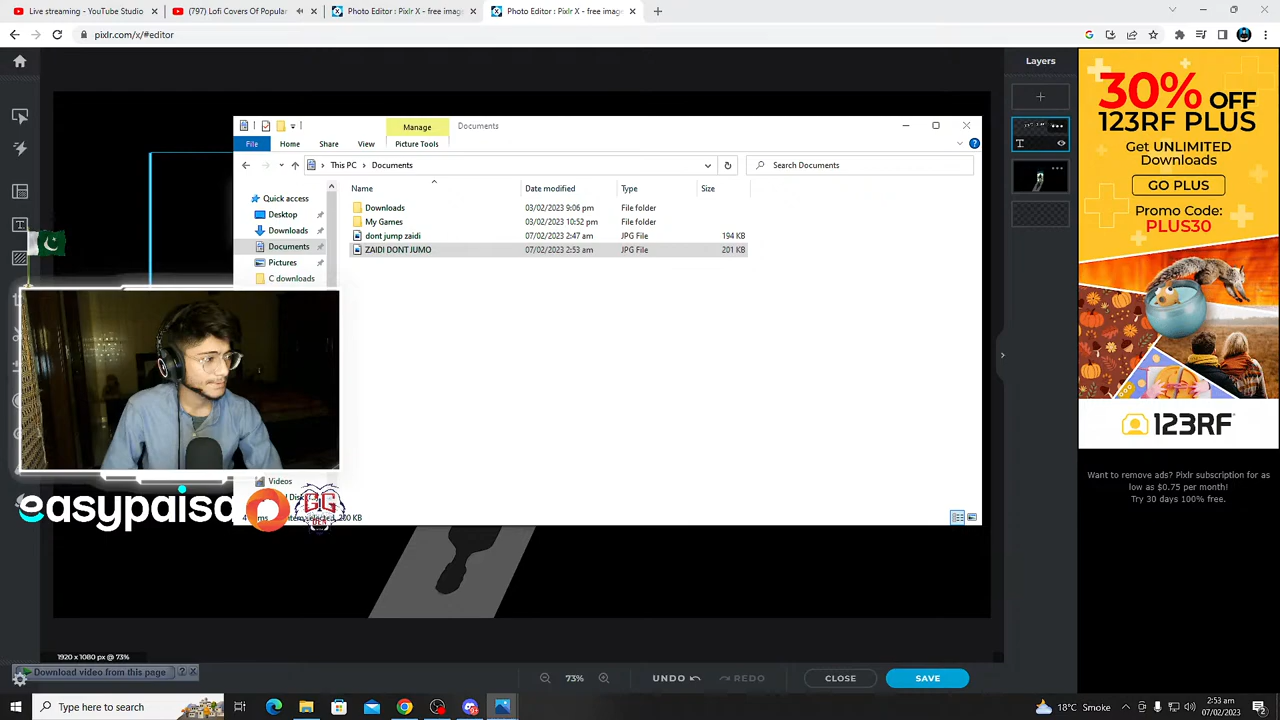 Live streaming - YouTube Studio
(797) Lofi Covers Of Popular
Photo Editor : Pixlr X - free imag
Photo Editor : Pixlr X - free imag
pixlr.com/x/#editor
Manage
Documents
File
Home
Share
View
Picture Tools
This PC
Documents
Search Documents
Name
Date modified
Type
Size
Quick access
Desktop
Downloads
Documents
Pictures
C downloads
Videos
Downloads 03/02/2023 9:06 pm File folder
My Games 03/02/2023 10:52 pm File folder
dont jump zaidi 07/02/2023 2:47 am JPG File 194 KB
ZAIDI DONT JUMO 07/02/2023 2:53 am JPG File 201 KB
easypaisa
GIG
Layers
T
T
30% OFF
123RF PLUS
Get UNLIMITED
Downloads
GO PLUS
Promo Code:
PLUS30
123RF
Want to remove ads? Pixlr subscription for as
low as $0.75 per month!
Try 30 days 100% free.
1920 x 1080 px @ 73%
Download video from this page
?
73%
UNDO
REDO
CLOSE
SAVE
Type here to search
18°C Smoke
2:53 am
07/02/2023
2